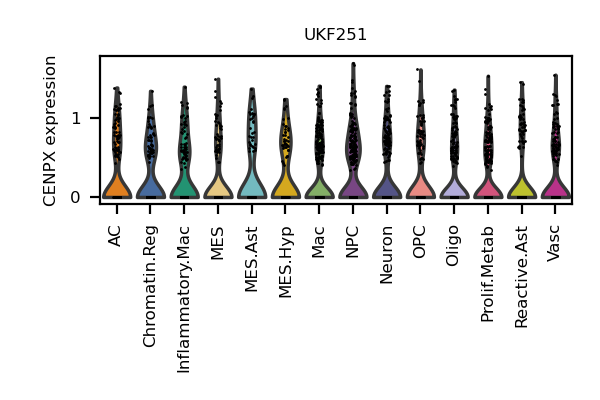 UKF251
CENPX expression
1
0
AC
Chromatin.Reg
Inflammatory.Mac
MES
MES.Ast
MES.Hyp
Mac
NPC
Neuron
OPC
Oligo
Prolif.Metab
Reactive.Ast
Vasc